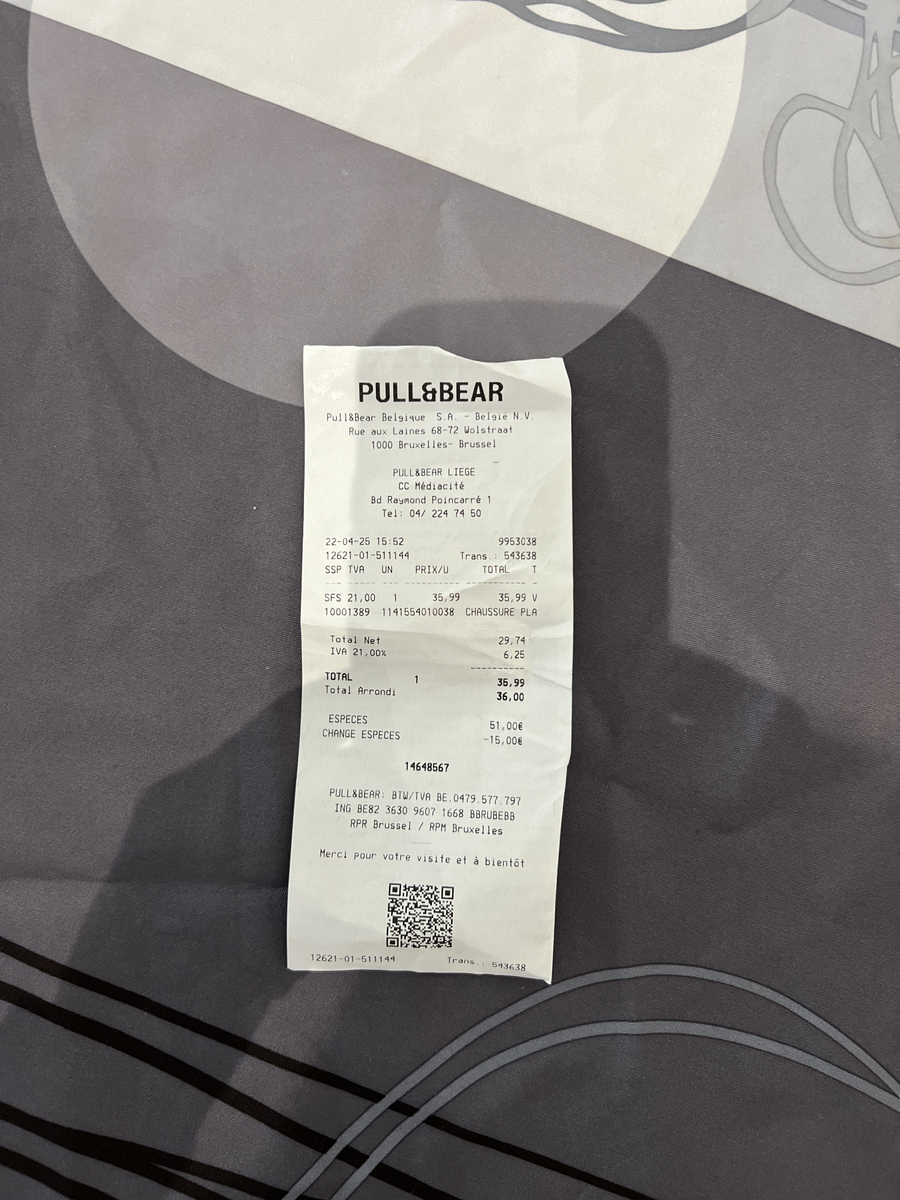 PULL&BEAR
Pull&Bear Belgique S.A. - België N.V.
Rue aux Laines 68-72 Wolstraat
1000 Bruxelles- Brussel
PULL&BEAR LIEGE
CC Médiacité
Bd Raymond Poincarré 1
Tel: 04/ 224 74 50
22-04-25 15:52 9953038
12621-01-511144 Trans.: 543638
SSP TVA UN PRIX/U TOTAL T
SFS 21,00 1 35,99 35,99 V
10001389 1141554010038 CHAUSSURE PLA
Total Net 29,74
IVA 21,00% 6,25
TOTAL 1 35,99
Total Arrondi 36,00
ESPECES 51,00€
CHANGE ESPECES -15,00€
14648567
PULL&BEAR: BTW/TVA BE.0479.577.797
ING BE82 3630 9607 1668 BBRUBEBB
RPR Brussel / RPM Bruxelles
Merci pour votre visite et à bientôt
12621-01-511144 Trans.: 543638